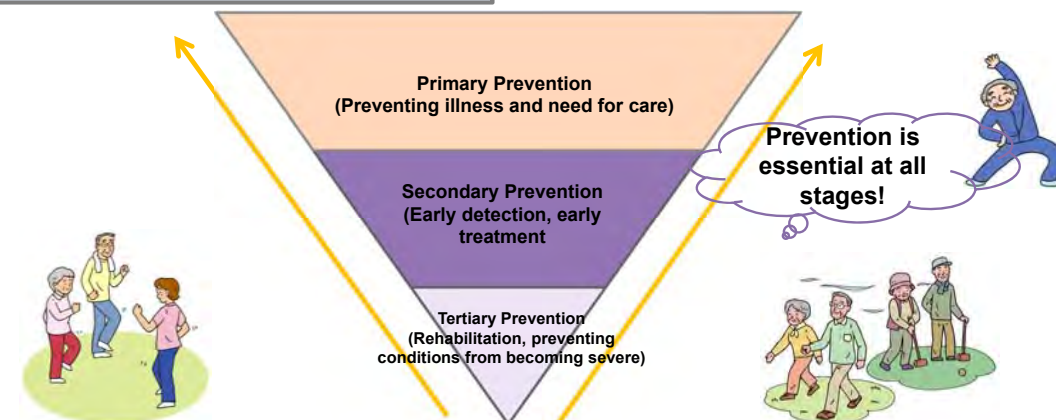 Primary Prevention
(Preventing illness and need for care)
Prevention is
essential at all
stages!
Secondary Prevention
(Early detection, early
treatment
Tertiary Prevention
(Rehabilitation, preventing
conditions from becoming severe)